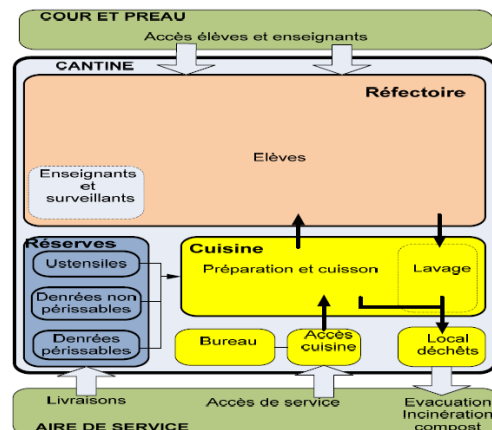 COUR ET PREAU
Accès élèves et enseignants
CANTINE
Réfectoire
Elèves
Enseignants
et
surveillants
Réserves
Ustensiles
Denrées non
périssables
Denrées
périssables
Cuisine
Préparation et cuisson
Lavage
Bureau
Accès
cuisine
Local
déchêts
Livraisons
Accès de service
Evacuation
Incinération
compost
AIRE DE SERVICE